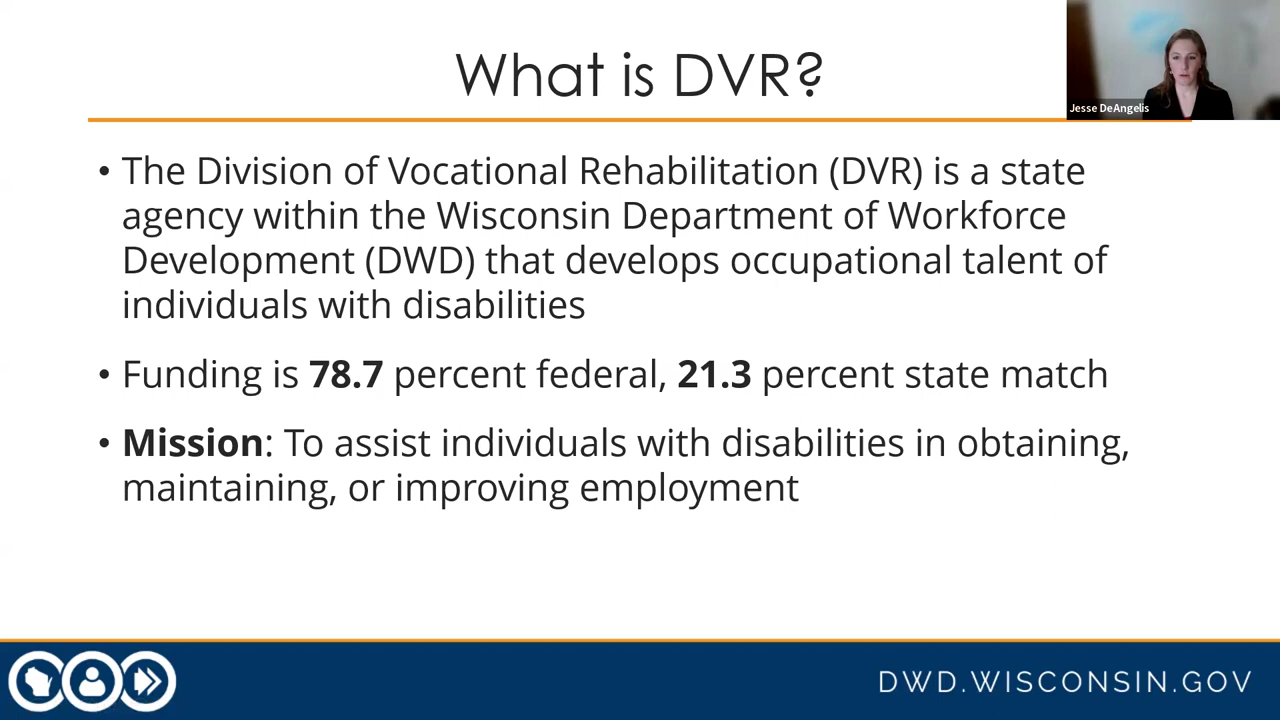 What is DVR?
Jesse DeAngelis
• The Division of Vocational Rehabilitation (DVR) is a state
agency within the Wisconsin Department of Workforce
Development (DWD) that develops occupational talent of
individuals with disabilities
• Funding is 78.7 percent federal, 21.3 percent state match
• Mission: To assist individuals with disabilities in obtaining,
maintaining, or improving employment
DWD.WISCONSIN.GOV